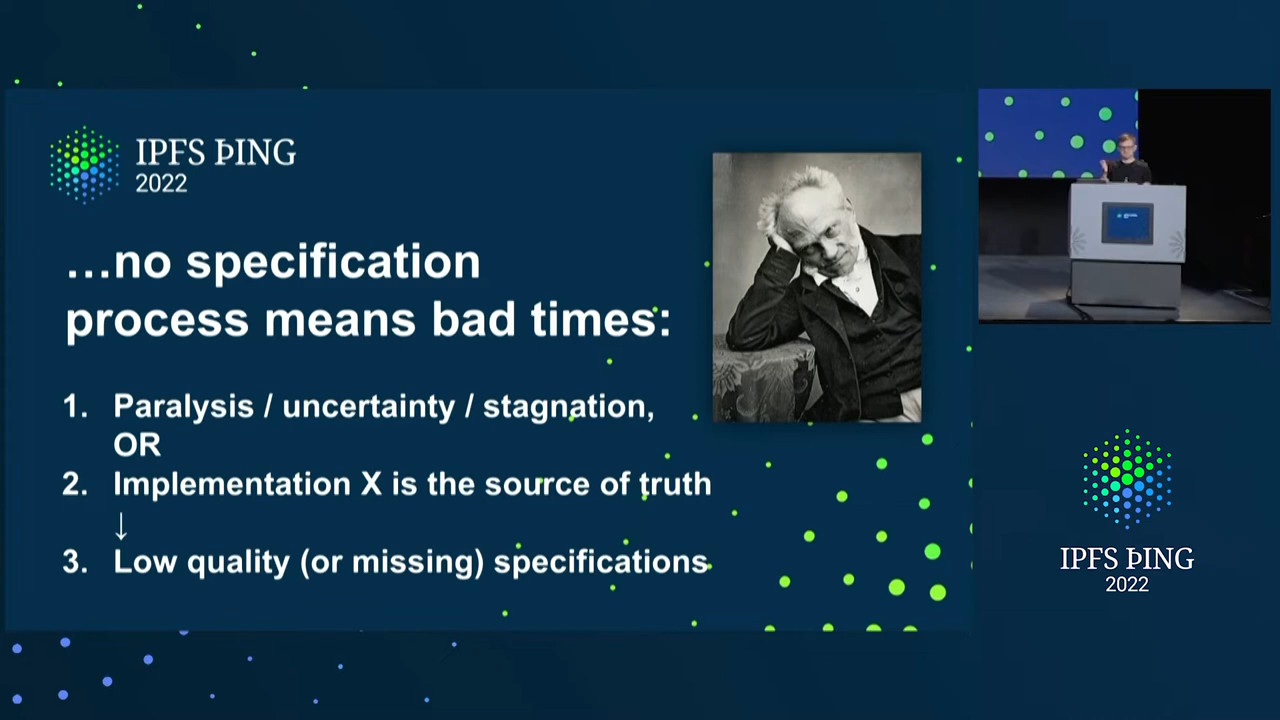 IPFS ÞING
2022
…no specification
process means bad times:
1. Paralysis / uncertainty / stagnation,
OR
2. Implementation X is the source of truth
↓
3. Low quality (or missing) specifications
IPFS ÞING
2022